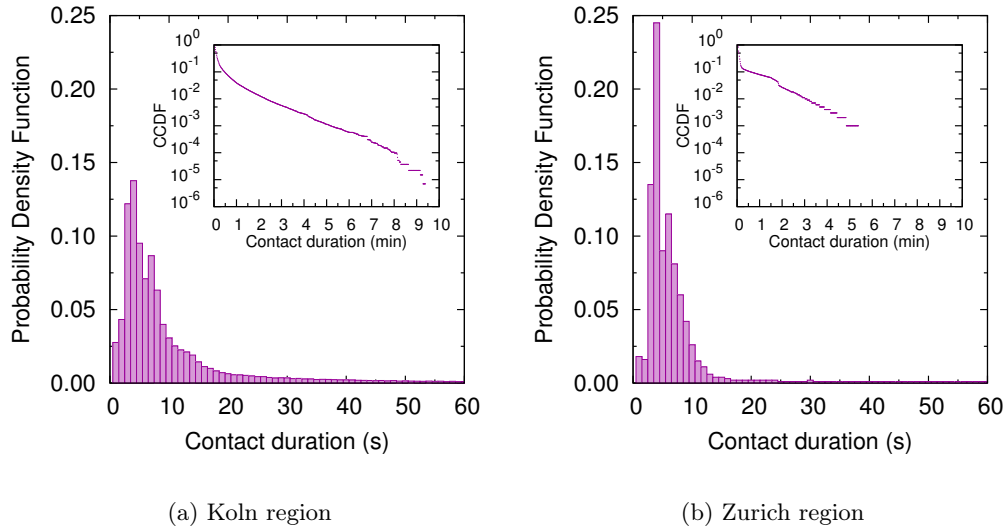 Probability Density Function
0.25
0.20
0.15
0.10
0.05
0.00
0 10 20 30 40 50 60
Contact duration (s)
CCDF
10^0
10^-1
10^-2
10^-3
10^-4
10^-5
10^-6
0 1 2 3 4 5 6 7 8 9 10
Contact duration (min)
(a) Koln region
Probability Density Function
0.25
0.20
0.15
0.10
0.05
0.00
0 10 20 30 40 50 60
Contact duration (s)
CCDF
10^0
10^-1
10^-2
10^-3
10^-4
10^-5
10^-6
0 1 2 3 4 5 6 7 8 9 10
Contact duration (min)
(b) Zurich region